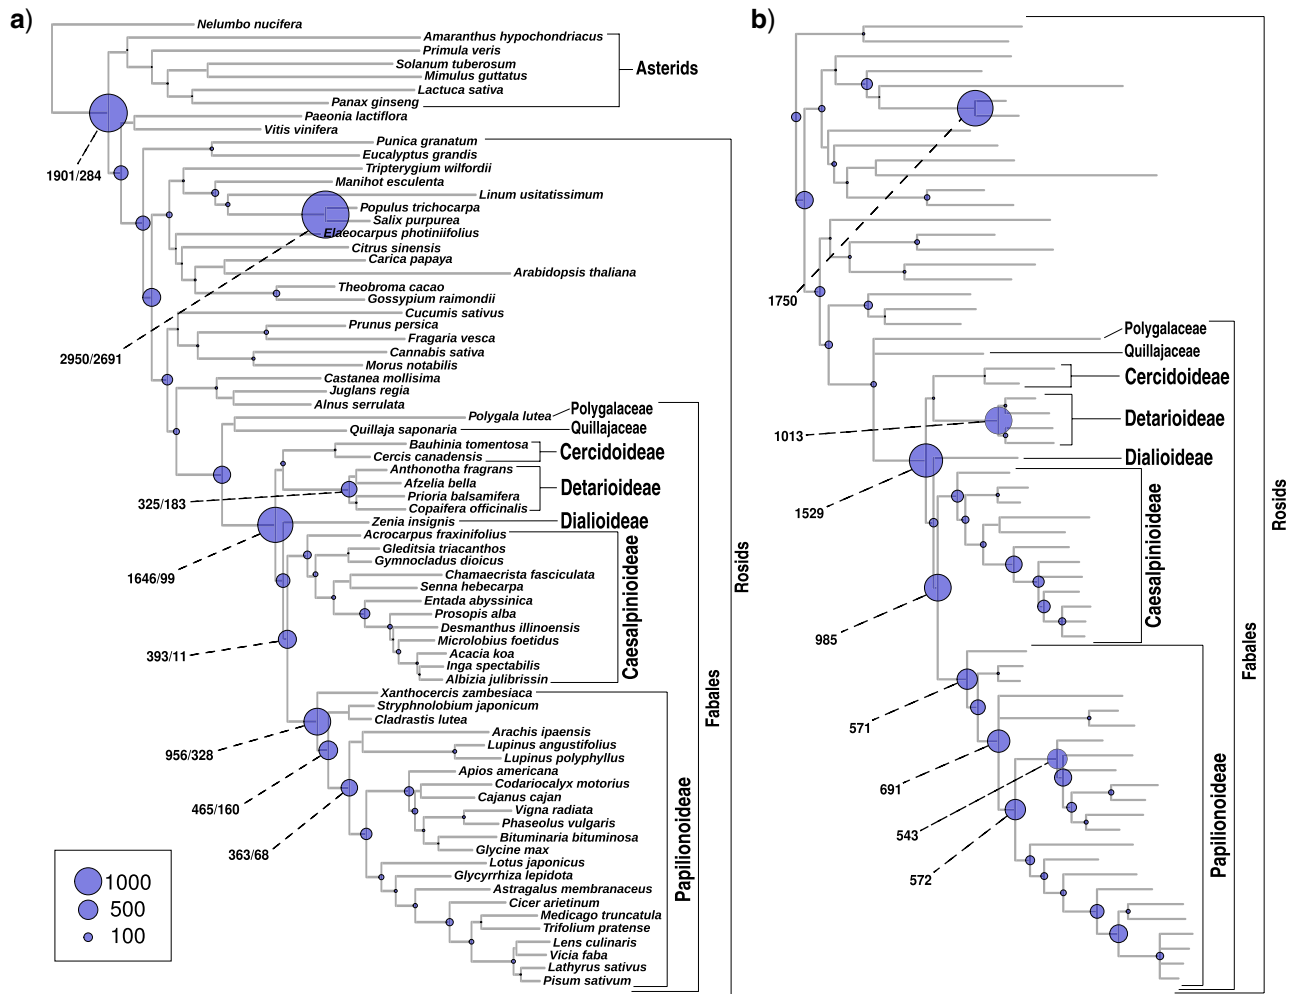 a)
Nelumbo nucifera
Amaranthus hypochondriacus
Primula veris
Solanum tuberosum
Mimulus guttatus
Lactuca sativa
Panax ginseng
Asterids
Paeonia lactiflora
Vitis vinifera
1901/284
Punica granatum
Eucalyptus grandis
Tripterygium wilfordii
Manihot esculenta
Linum usitatissimum
Populus trichocarpa
Salix purpurea
Elaeocarpus photiniifolius
Citrus sinensis
Carica papaya
Arabidopsis thaliana
Theobroma cacao
Gossypium raimondii
Cucumis sativus
Prunus persica
Fragaria vesca
2950/2691
Cannabis sativa
Morus notabilis
Castanea mollisima
Juglans regia
Alnus serrulata
Polygala lutea
Polygalaceae
Quillaja saponaria
Quillajaceae
Bauhinia tomentosa
Cercis canadensis
Cercidoideae
Anthonotha fragrans
Afzelia bella
Prioria balsamifera
Copaifera officinalis
Detarioideae
325/183
Zenia insignis
Dialioideae
Acrocarpus fraxinifolius
Gleditsia triacanthos
Gymnocladus dioicus
Chamaecrista fasciculata
Senna hebecarpa
1646/99
Entada abyssinica
Prosopis alba
Desmanthus illinoensis
Microlobius foetidus
Acacia koa
Inga spectabilis
Albizia julibrissin
Caesalpinioideae
393/11
Xanthocercis zambesiaca
Stryphnolobium japonicum
Cladrastis lutea
Arachis ipaensis
Lupinus angustifolius
Lupinus polyphyllus
956/328
Apios americana
Codariocalyx motorius
Cajanus cajan
465/160
Vigna radiata
Phaseolus vulgaris
Bituminaria bituminosa
Glycine max
363/68
Lotus japonicus
Glycyrrhiza lepidota
Astragalus membranaceus
Cicer arietinum
Medicago truncatula
Trifolium pratense
Lens culinaris
Vicia faba
Lathyrus sativus
Pisum sativum
Papilionoideae
Fabales
Rosids
1000
500
100
b)
1750
Polygalaceae
Quillajaceae
Cercidoideae
Detarioideae
1013
Dialioideae
1529
Caesalpinioideae
985
571
691
543
572
Papilionoideae
Fabales
Rosids